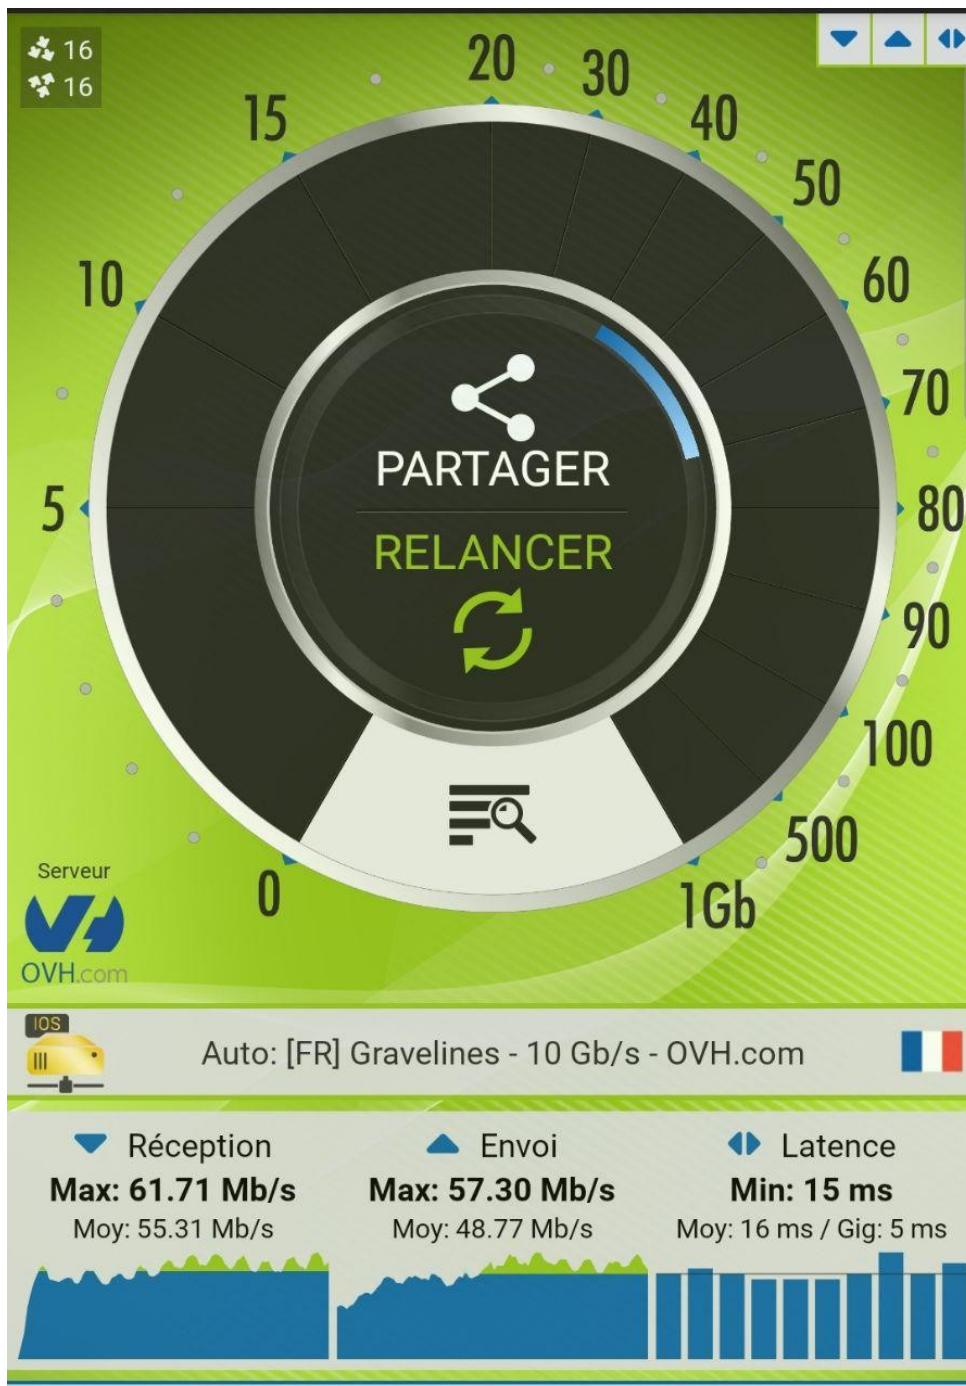 16
16
20
30
15
40
50
10
60
70
5
80
90
100
500
0
1Gb
PARTAGER
RELANCER
Serveur
OVH.com
IOS
Auto: [FR] Gravelines - 10 Gb/s - OVH.com
Réception
Max: 61.71 Mb/s
Moy: 55.31 Mb/s
Envoi
Max: 57.30 Mb/s
Moy: 48.77 Mb/s
Latence
Min: 15 ms
Moy: 16 ms / Gig: 5 ms